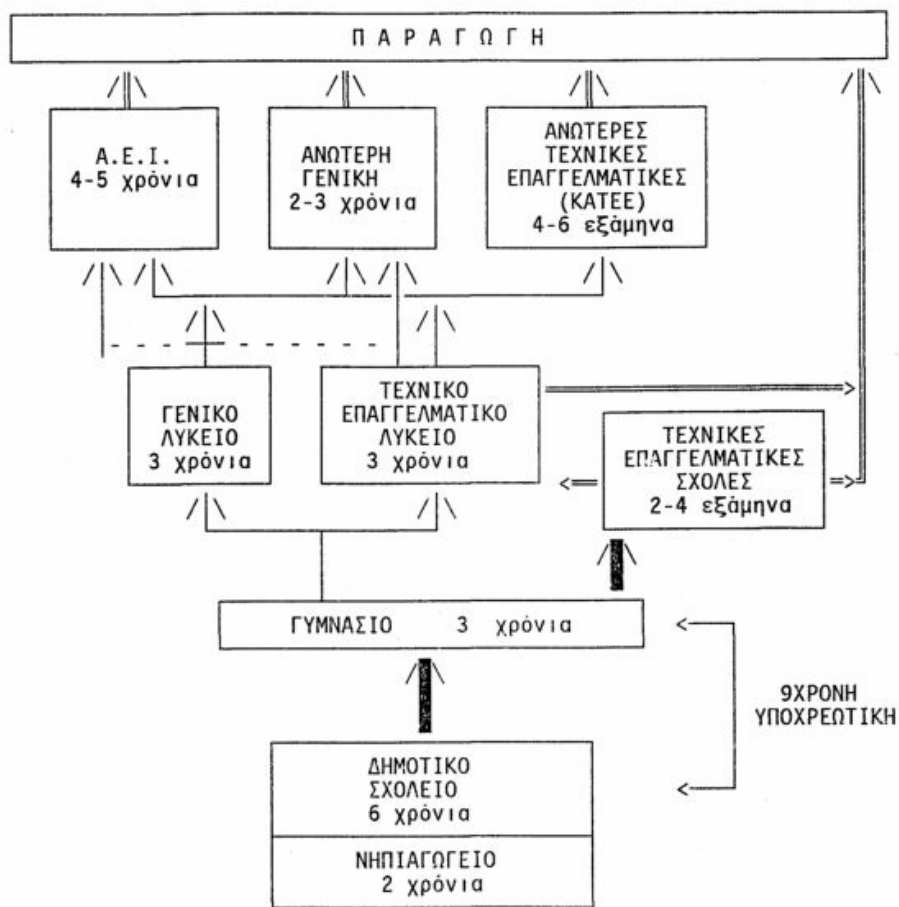 ΠΑΡΑΓΩΓΗ
Α.Ε.Ι.
4-5 χρόνια
ΑΝΩΤΕΡΗ
ΓΕΝΙΚΗ
2-3 χρόνια
ΑΝΩΤΕΡΕΣ
ΤΕΧΝΙΚΕΣ
ΕΠΑΓΓΕΛΜΑΤΙΚΕΣ
(ΚΑΤΕΕ)
4-6 εξάμηνα
ΓΕΝΙΚΟ
ΛΥΚΕΙΟ
3 χρόνια
ΤΕΧΝΙΚΟ
ΕΠΑΓΓΕΛΜΑΤΙΚΟ
ΛΥΚΕΙΟ
3 χρόνια
ΤΕΧΝΙΚΕΣ
ΕΠΑΓΓΕΛΜΑΤΙΚΕΣ
ΣΧΟΛΕΣ
2-4 εξάμηνα
ΓΥΜΝΑΣΙΟ 3 χρόνια
9ΧΡΟΝΗ
ΥΠΟΧΡΕΩΤΙΚΗ
ΔΗΜΟΤΙΚΟ
ΣΧΟΛΕΙΟ
6 χρόνια
ΝΗΠΙΑΓΩΓΕΙΟ
2 χρόνια